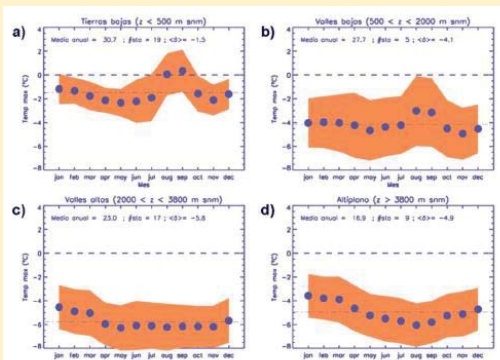 a)
Tierras bajas (z < 500 m snm)
Media anual = 30.7 ; #sta = 19 ; <δ>= -1.5
Temp max (°C)
4
2
0
-2
-4
-6
-8
jan feb mar apr may jun jul aug sep oct nov dec
Mes
b)
Valles bajos (500 < z < 2000 m snm)
Media anual = 27.7 ; #sta = 5 ; <δ>= -4.1
Temp max (°C)
4
2
0
-2
-4
-6
-8
jan feb mar apr may jun jul aug sep oct nov dec
Mes
c)
Valles altos (2000 < z < 3800 m snm)
Media anual = 23.0 ; #sta = 17 ; <δ>= -5.8
Temp max (°C)
4
2
0
-2
-4
-6
-8
jan feb mar apr may jun jul aug sep oct nov dec
d)
Altiplano (z > 3800 m snm)
Media anual = 16.9 ; #sta = 9 ; <δ>= -4.9
Temp max (°C)
4
2
0
-2
-4
-6
-8
jan feb mar apr may jun jul aug sep oct nov dec